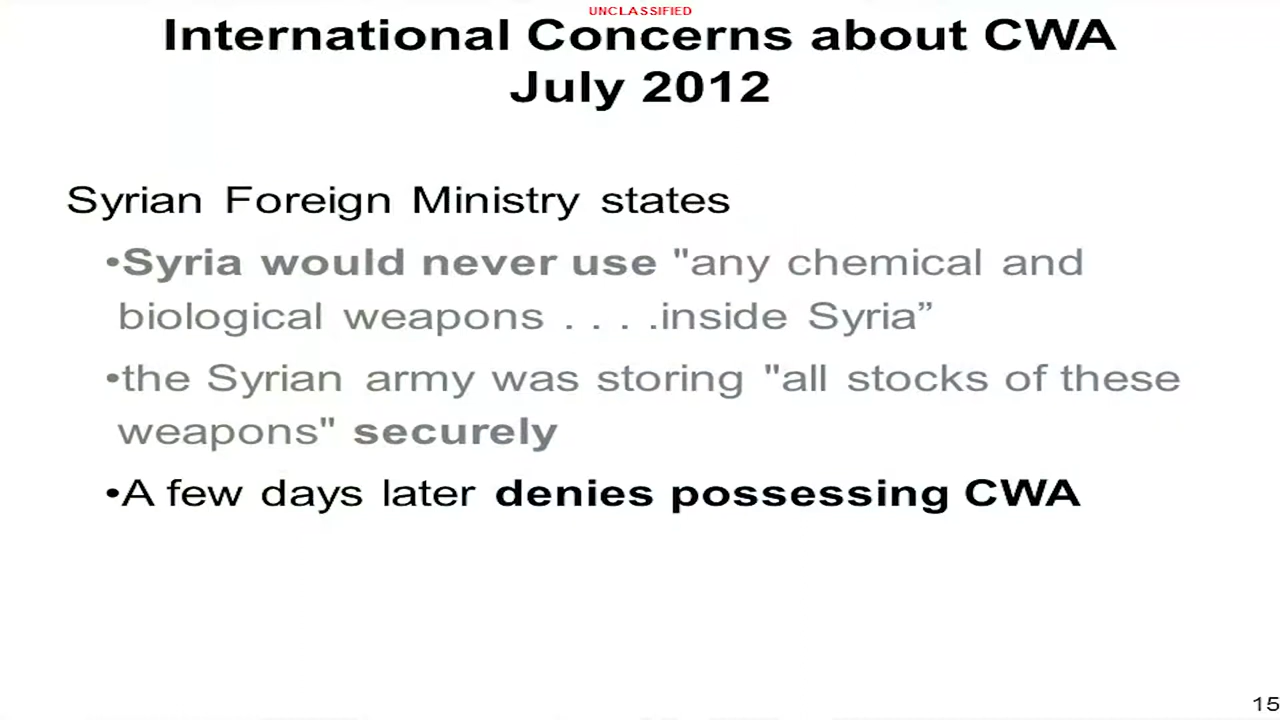 UNCLASSIFIED
International Concerns about CWA
July 2012
Syrian Foreign Ministry states
•Syria would never use "any chemical and
biological weapons . . . .inside Syria”
•the Syrian army was storing "all stocks of these
weapons" securely
•A few days later denies possessing CWA
15